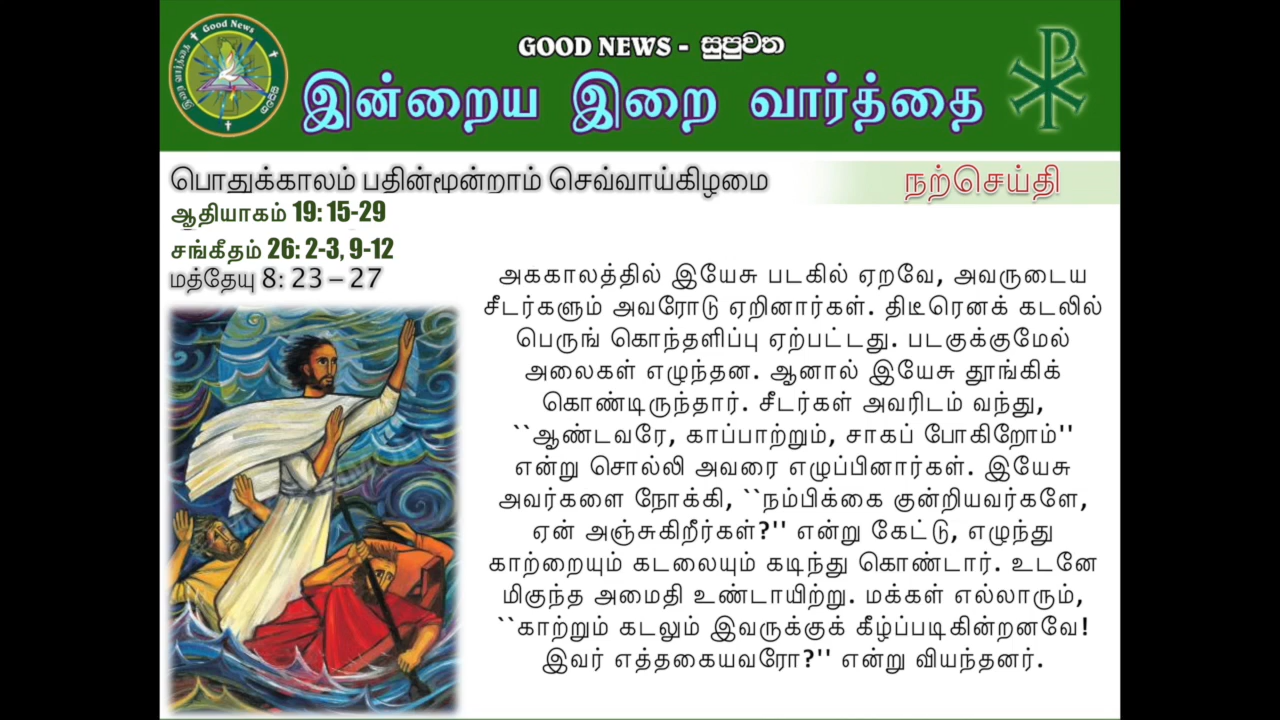 Good News
இறை வார்த்தை
GOOD NEWS - සුපුවත
இன்றைய இறை வார்த்தை
பொதுக்காலம் பதின்மூன்றாம் செவ்வாய்கிழமை
நற்செய்தி
ஆதியாகம் 19: 15-29
சங்கீதம் 26: 2-3, 9-12
மத்தேயு 8: 23 – 27
அககாலத்தில் இயேசு படகில் ஏறவே, அவருடைய
சீடர்களும் அவரோடு ஏறினார்கள். திடீரெனக் கடலில்
பெருங் கொந்தளிப்பு ஏற்பட்டது. படகுக்குமேல்
அலைகள் எழுந்தன. ஆனால் இயேசு தூங்கிக்
கொண்டிருந்தார். சீடர்கள் அவரிடம் வந்து,
``ஆண்டவரே, காப்பாற்றும், சாகப் போகிறோம்''
என்று சொல்லி அவரை எழுப்பினார்கள். இயேசு
அவர்களை நோக்கி, ``நம்பிக்கை குன்றியவர்களே,
ஏன் அஞ்சுகிறீர்கள்?'' என்று கேட்டு, எழுந்து
காற்றையும் கடலையும் கடிந்து கொண்டார். உடனே
மிகுந்த அமைதி உண்டாயிற்று. மக்கள் எல்லாரும்,
``காற்றும் கடலும் இவருக்குக் கீழ்ப்படிகின்றனவே!
இவர் எத்தகையவரோ?'' என்று வியந்தனர்.